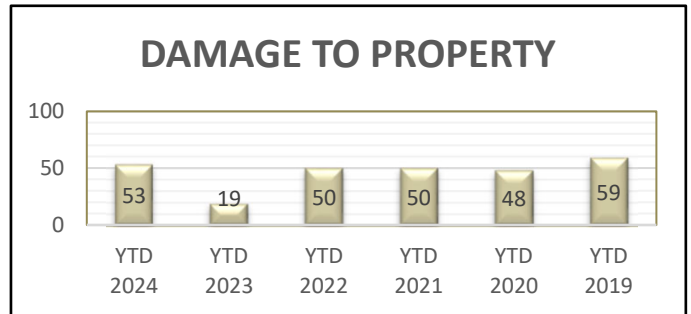 DAMAGE TO PROPERTY
100
50
0
53
19
50
50
48
59
YTD
2024
YTD
2023
YTD
2022
YTD
2021
YTD
2020
YTD
2019